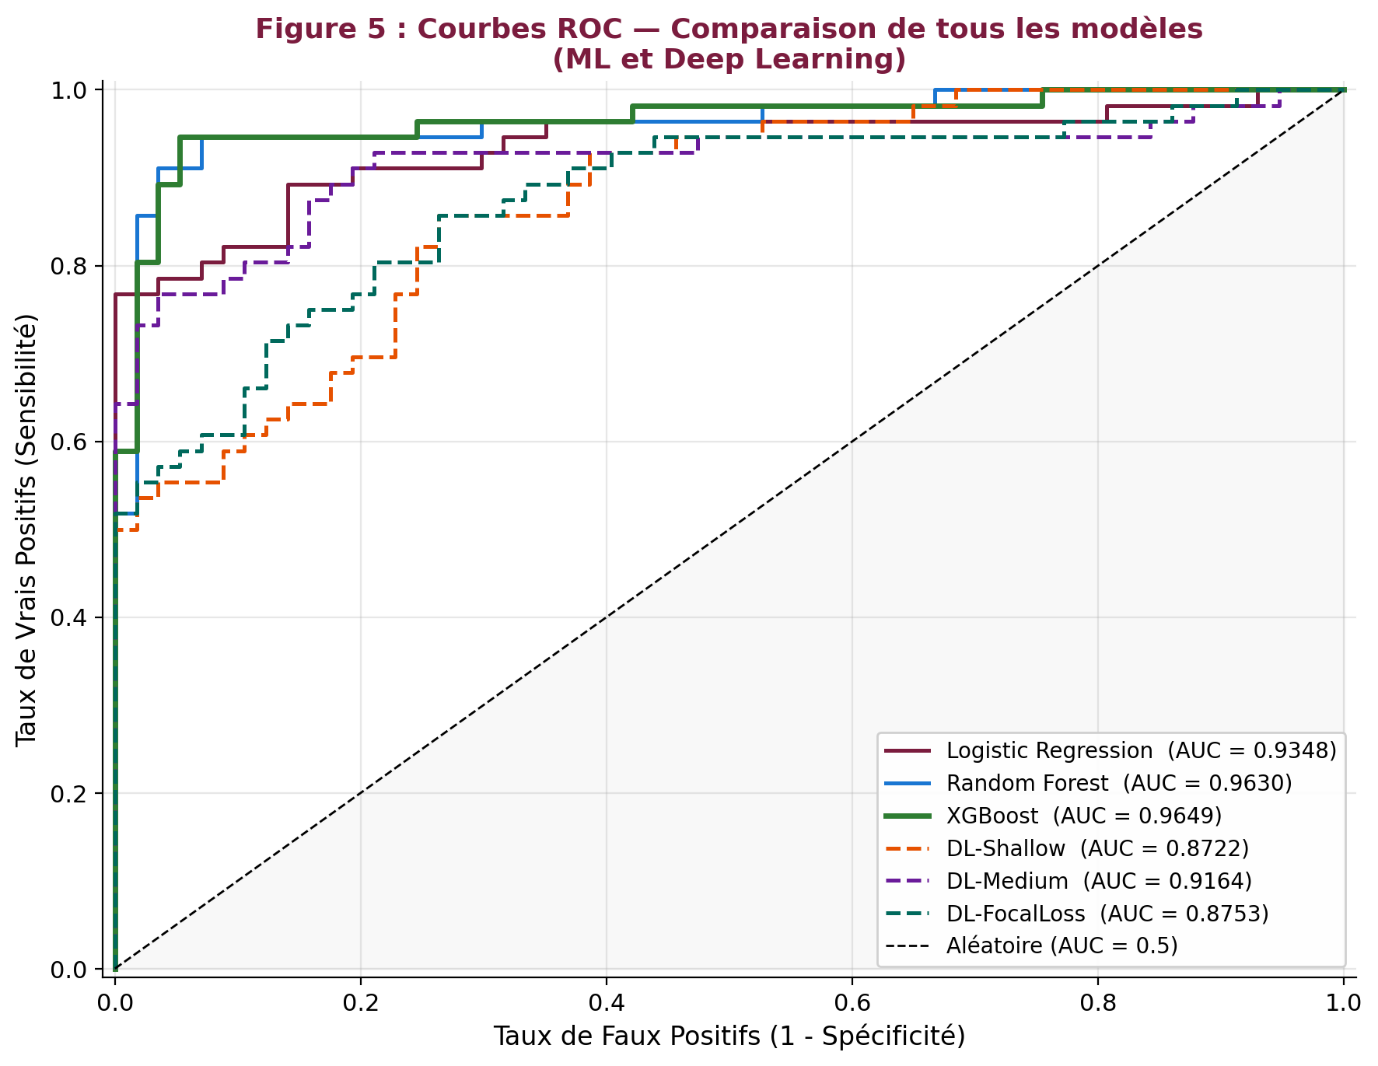 Figure 5 : Courbes ROC — Comparaison de tous les modèles
(ML et Deep Learning)
Taux de Vrais Positifs (Sensibilité)
1.0
0.8
0.6
0.4
0.2
0.0
Logistic Regression (AUC = 0.9348)
Random Forest (AUC = 0.9630)
XGBoost (AUC = 0.9649)
DL-Shallow (AUC = 0.8722)
DL-Medium (AUC = 0.9164)
DL-FocalLoss (AUC = 0.8753)
Aléatoire (AUC = 0.5)
0.0 0.2 0.4 0.6 0.8 1.0
Taux de Faux Positifs (1 - Spécificité)